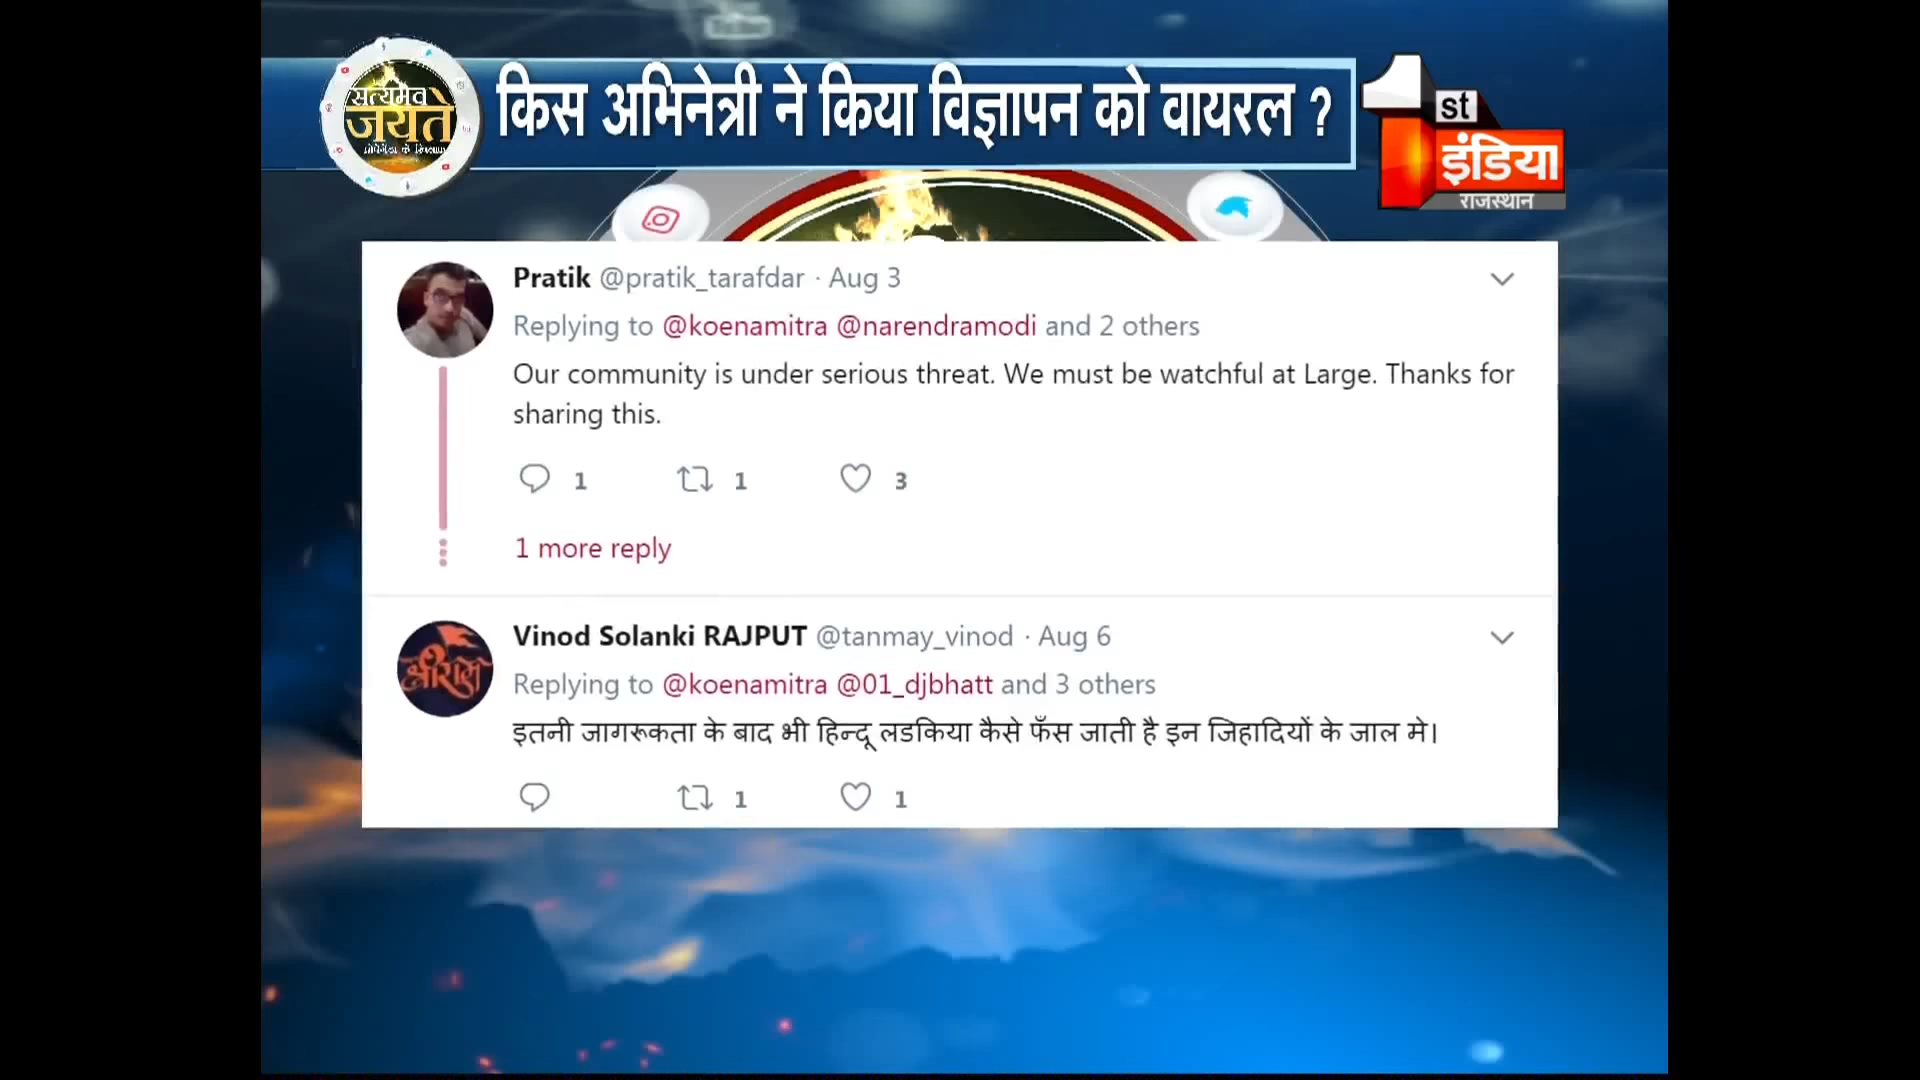 सत्यमेव
जयते
किस अभिनेत्री ने किया विज्ञापन को वायरल ?
1st
इंडिया
राजस्थान
Pratik @pratik_tarafdar · Aug 3
Replying to @koenamitra @narendramodi and 2 others
Our community is under serious threat. We must be watchful at Large. Thanks for
sharing this.
1 1 3
1 more reply
Vinod Solanki RAJPUT @tanmay_vinod · Aug 6
Replying to @koenamitra @01_djbhatt and 3 others
श्रीराम
इतनी जागरूकता के बाद भी हिन्दू लडकिया कैसे फँस जाती है इन जिहादियों के जाल मे।
1 1